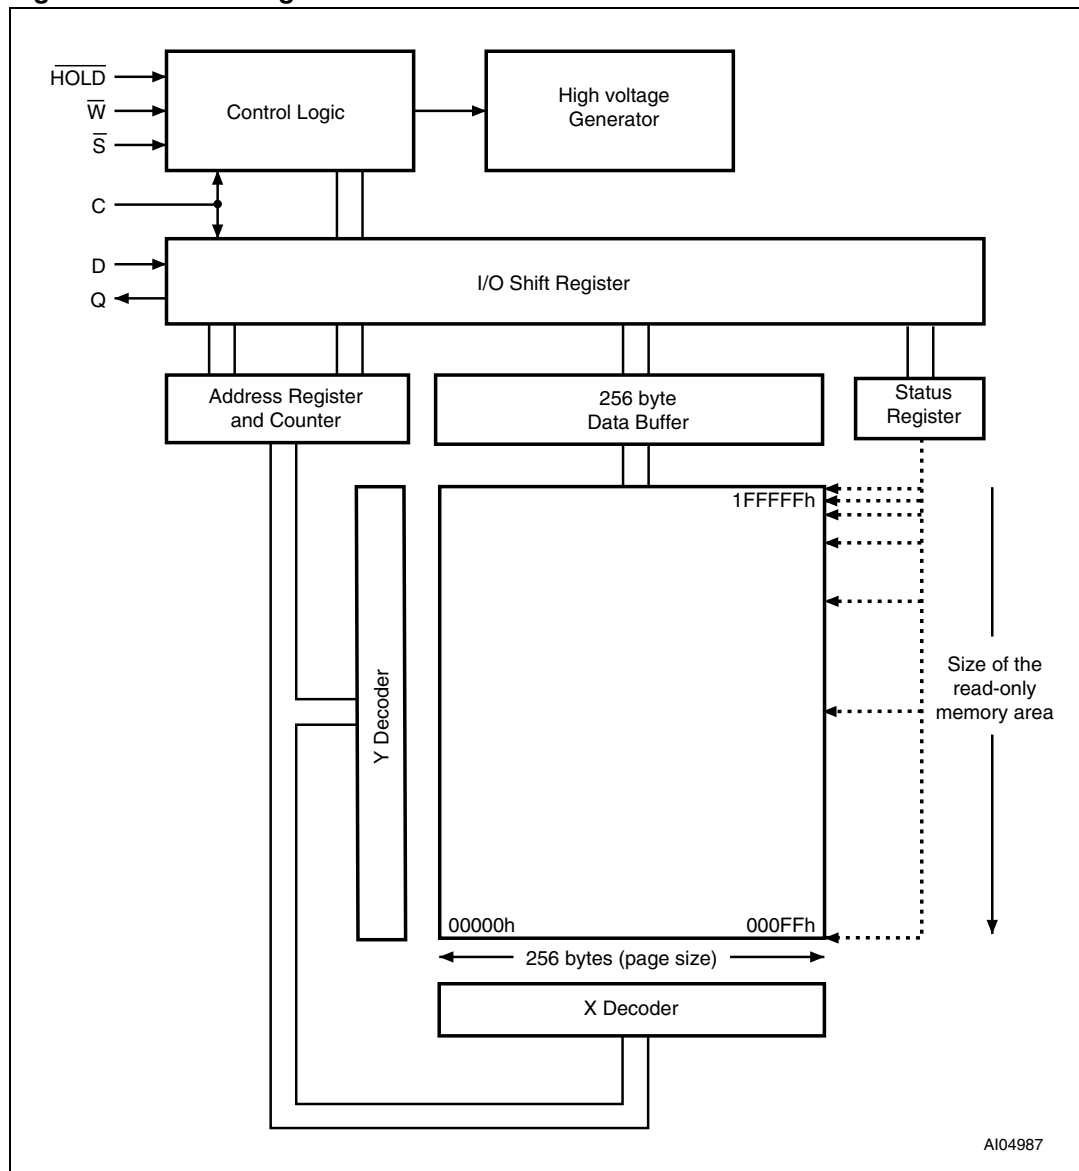 HOLD
W
S
C
D
Q
Control Logic
High voltage
Generator
I/O Shift Register
Address Register
and Counter
256 byte
Data Buffer
Status
Register
1FFFFFh
Y Decoder
Size of the
read-only
memory area
00000h
000FFh
256 bytes (page size)
X Decoder
AI04987